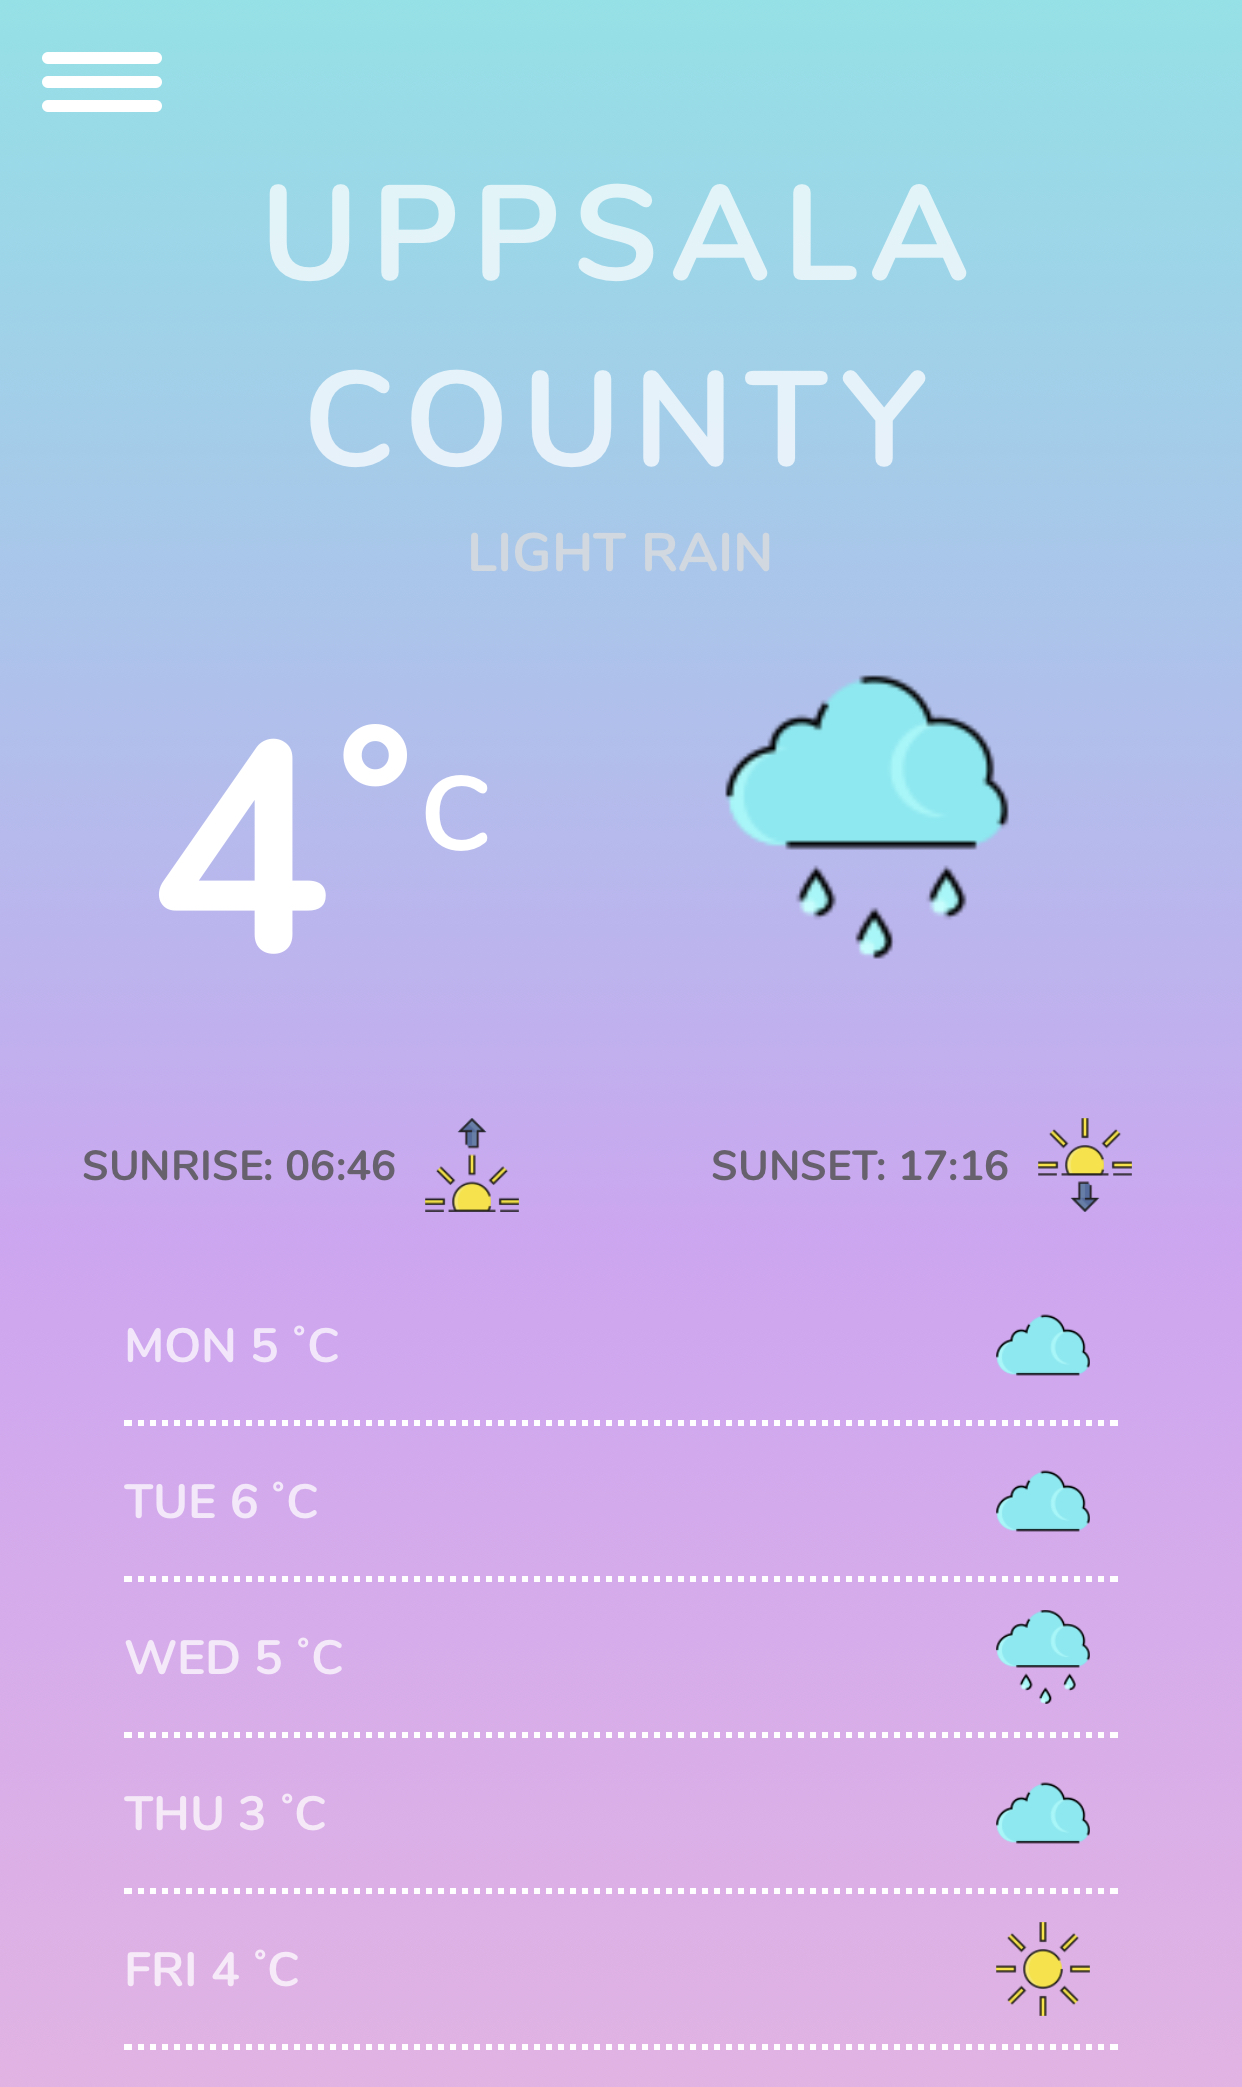 UPPSALA
COUNTY
LIGHT RAIN
4°C
SUNRISE: 06:46
SUNSET: 17:16
MON 5 °C
TUE 6 °C
WED 5 °C
THU 3 °C
FRI 4 °C